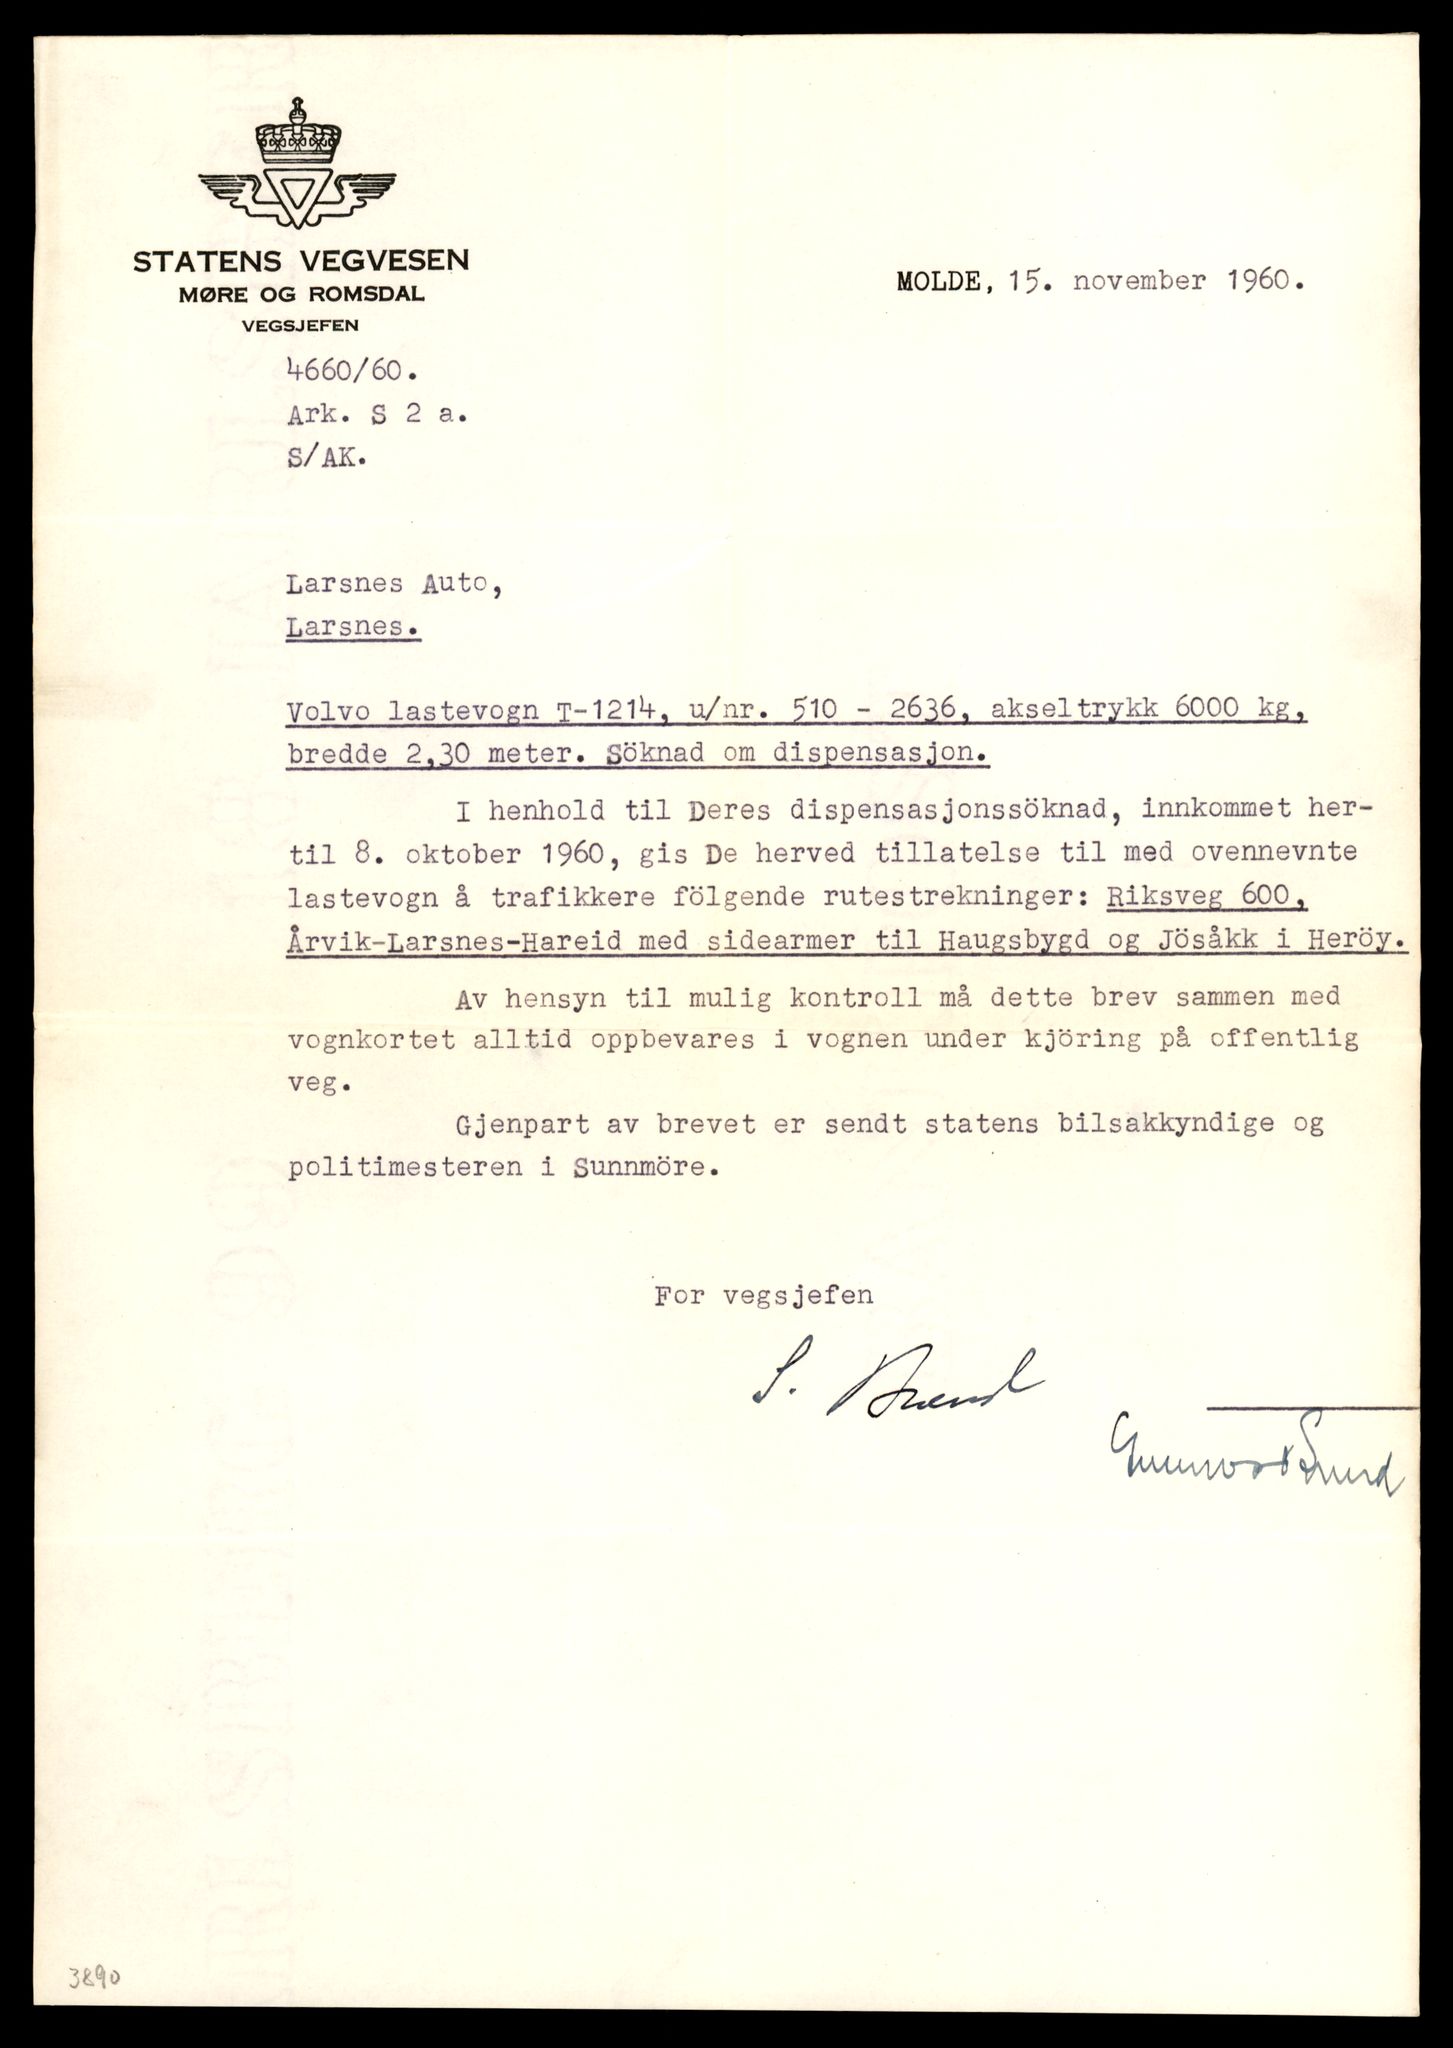 STATENS VEGVESEN
MØRE OG ROMSDAL
VEGSJEFEN
MOLDE, 15. november 1960.
4660/60.
Ark. S 2 a.
S/AK.
Larsnes Auto,
Larsnes.
Volvo lastevogn T-1214, u/nr. 510 - 2636, akseltrykk 6000 kg,
bredde 2,30 meter. Söknad om dispensasjon.
I henhold til Deres dispensasjonssöknad, innkommet her-
til 8. oktober 1960, gis De herved tillatelse til med ovennevnte
lastevogn å trafikkere fölgende rutestrekninger: Riksveg 600,
Årvik-Larsnes-Hareid med sidearmer til Haugsbygd og Jösåkk i Heröy.
Av hensyn til mulig kontroll må dette brev sammen med
vognkortet alltid oppbevares i vognen under kjöring på offentlig
veg.
Gjenpart av brevet er sendt statens bilsakkyndige og
politimesteren i Sunnmöre.
For vegsjefen
S.
3890